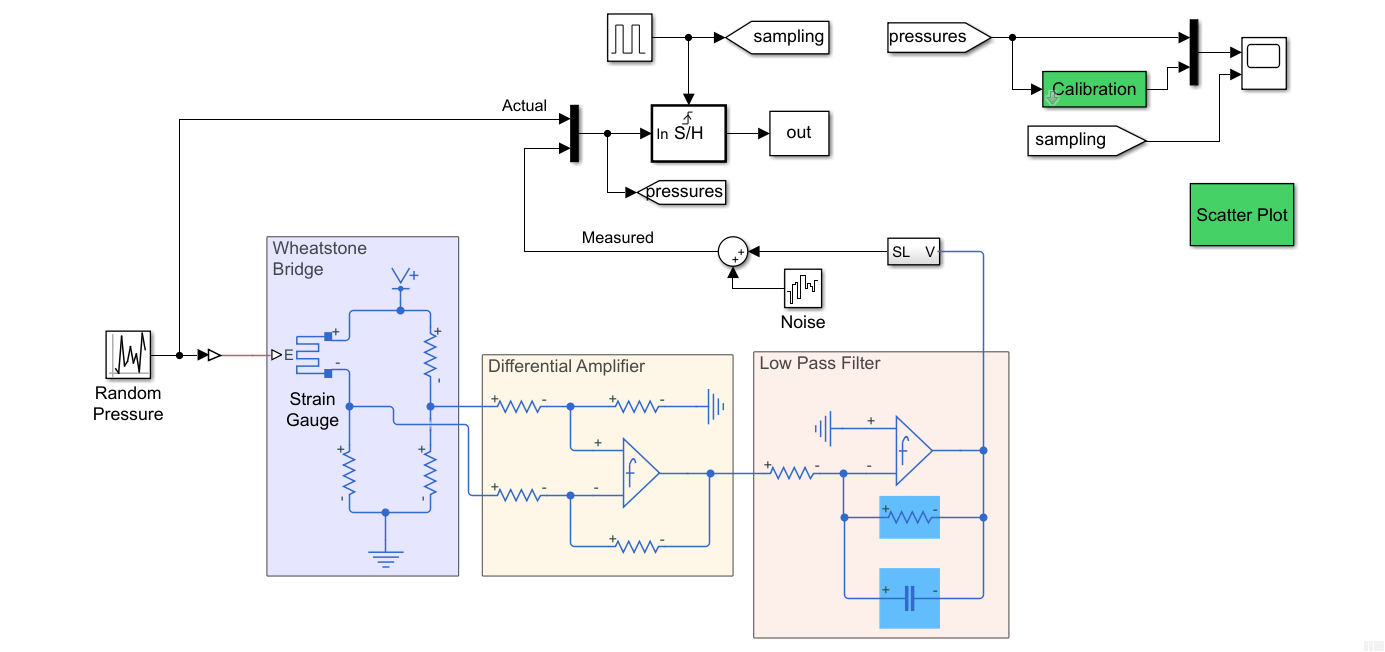 sampling
pressures
Calibration
Actual
In S/H
out
sampling
pressures
Scatter Plot
Measured
SL V
Noise
Wheatstone
Bridge
V+
E
Random
Pressure
Strain
Gauge
Differential Amplifier
Low Pass Filter